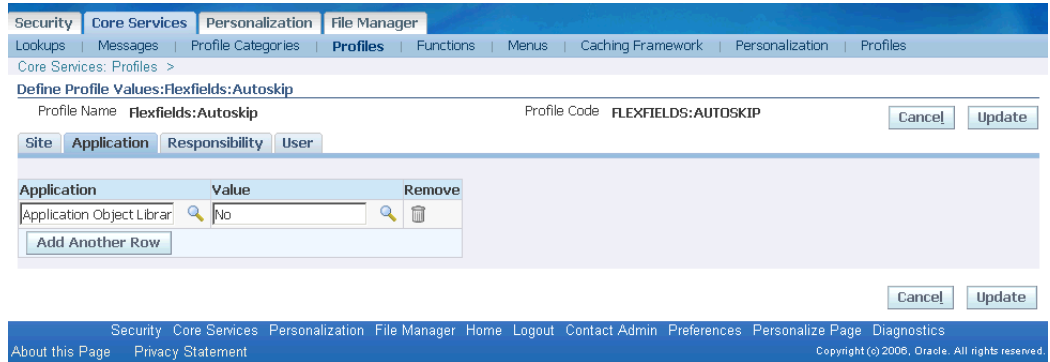 Security Core Services Personalization File Manager
Lookups | Messages | Profile Categories | Profiles | Functions | Menus | Caching Framework | Personalization | Profiles
Core Services: Profiles >
Define Profile Values:Flexfields:Autoskip
Profile Name Flexfields:Autoskip Profile Code FLEXFIELDS:AUTOSKIP Cancel Update
Site Application Responsibility User
Application Value Remove
Application Object Librar No
Add Another Row
Cancel Update
Security Core Services Personalization File Manager Home Logout Contact Admin Preferences Personalize Page Diagnostics
About this Page Privacy Statement Copyright (c) 2006, Oracle. All rights reserved.